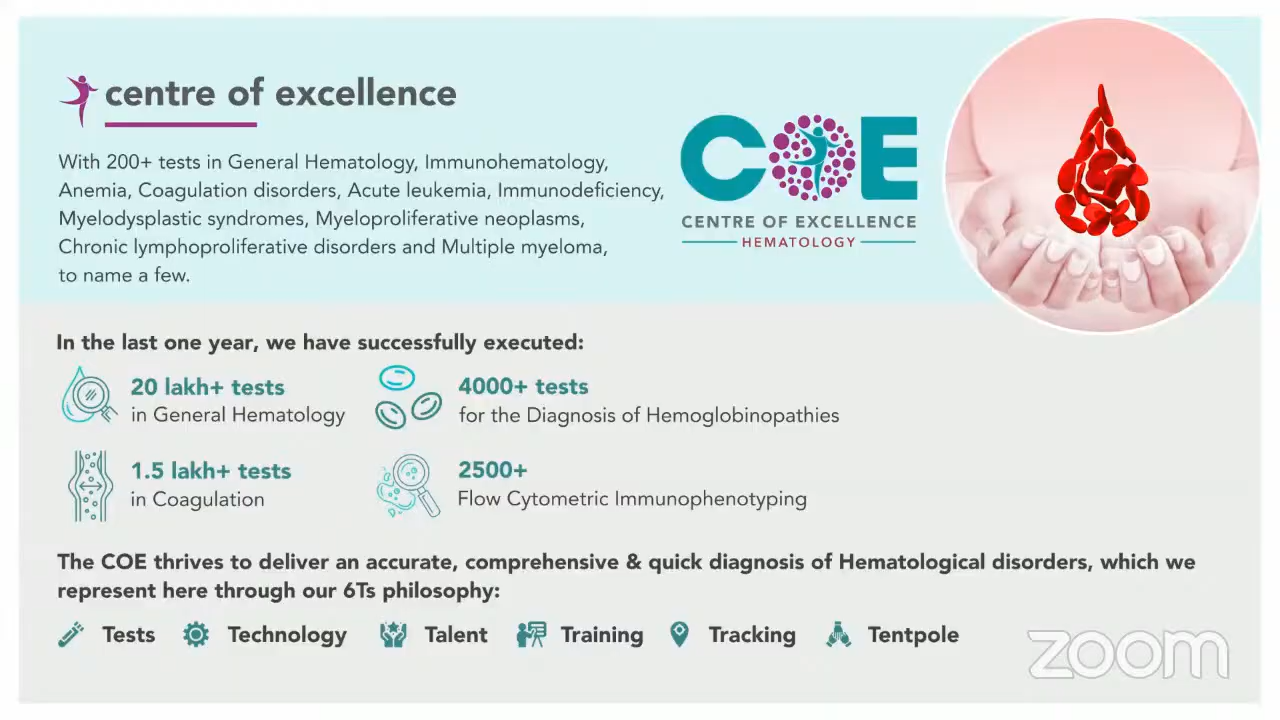 centre of excellence
With 200+ tests in General Hematology, Immunohematology,
Anemia, Coagulation disorders, Acute leukemia, Immunodeficiency,
Myelodysplastic syndromes, Myeloproliferative neoplasms,
Chronic lymphoproliferative disorders and Multiple myeloma,
to name a few.
COE
CENTRE OF EXCELLENCE
HEMATOLOGY
In the last one year, we have successfully executed:
20 lakh+ tests
in General Hematology
4000+ tests
for the Diagnosis of Hemoglobinopathies
1.5 lakh+ tests
in Coagulation
2500+
Flow Cytometric Immunophenotyping
The COE thrives to deliver an accurate, comprehensive & quick diagnosis of Hematological disorders, which we
represent here through our 6Ts philosophy:
Tests Technology Talent Training Tracking Tentpole
zoom